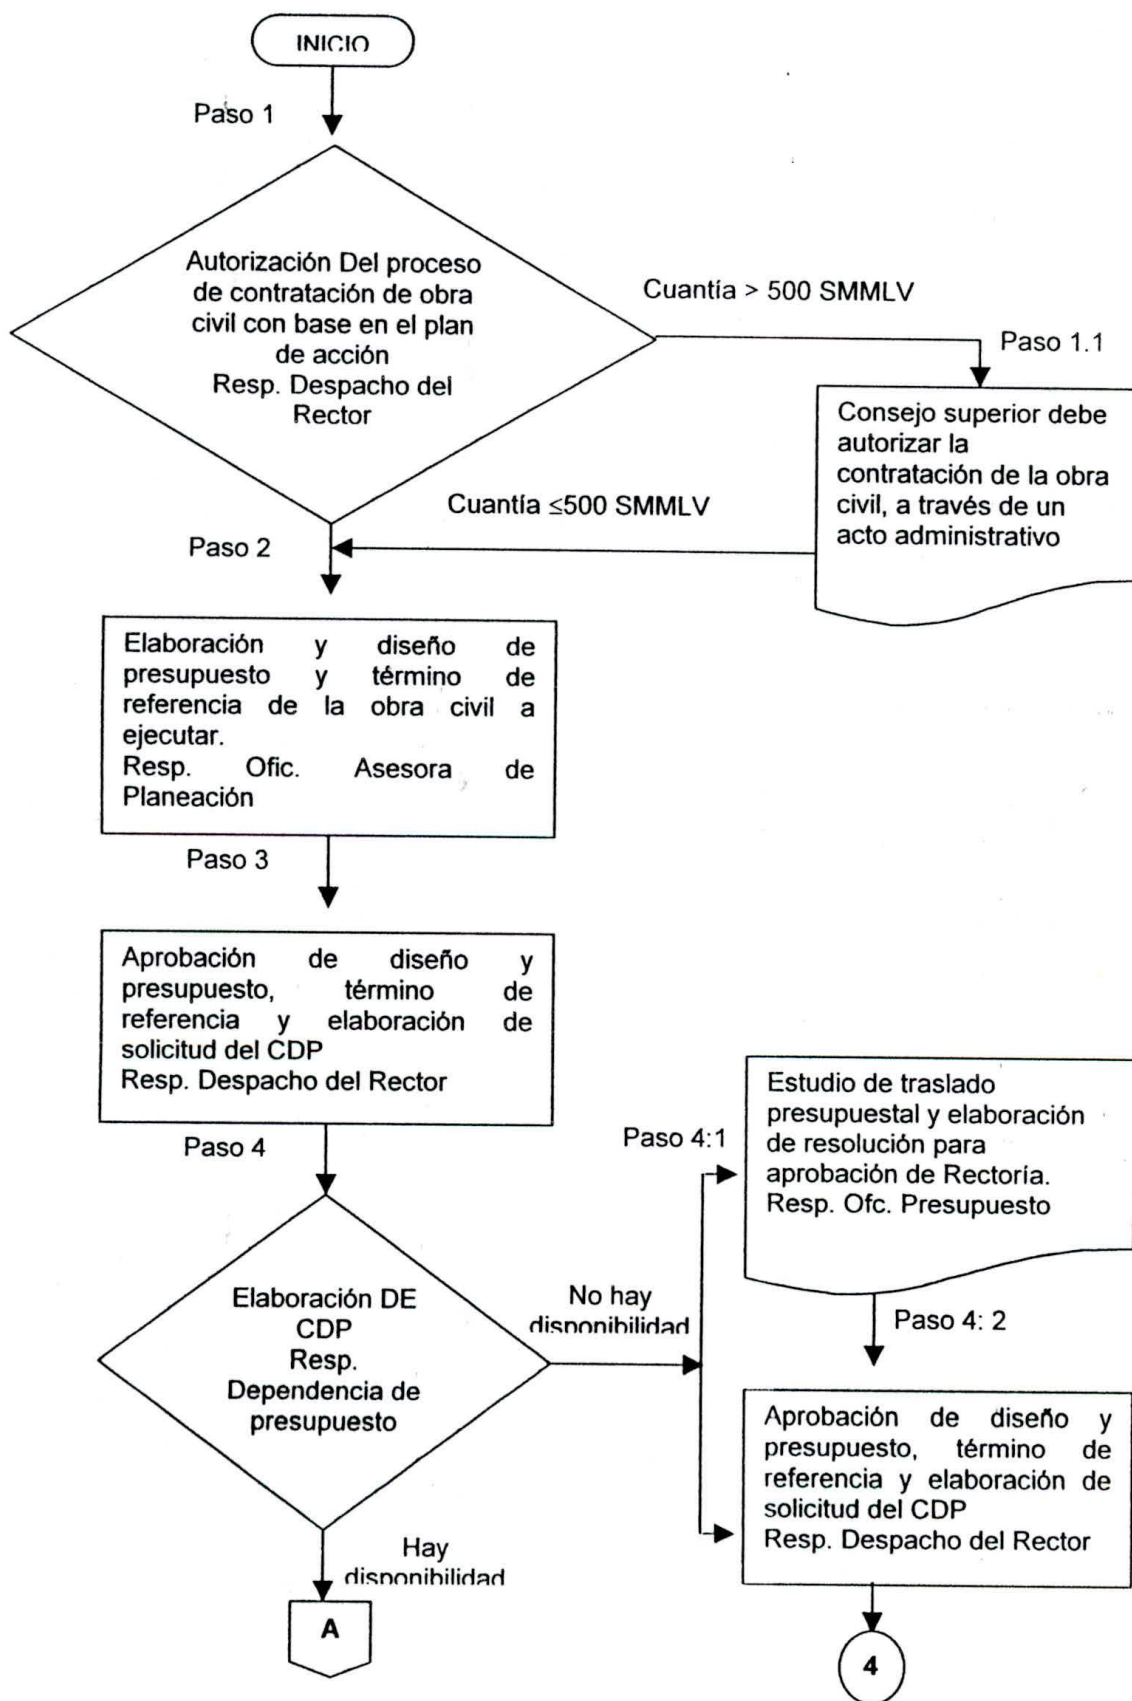 INICIO
Paso 1
Autorización Del proceso
de contratación de obra
civil con base en el plan
de acción
Resp. Despacho del
Rector
Cuantía > 500 SMMLV
Paso 1.1
Consejo superior debe
autorizar la
contratación de la obra
civil, a través de un
acto administrativo
Cuantía ≤500 SMMLV
Paso 2
Elaboración y diseño de
presupuesto y término de
referencia de la obra civil a
ejecutar.
Resp. Ofic. Asesora de
Planeación
Paso 3
Aprobación de diseño y
presupuesto, término de
referencia y elaboración de
solicitud del CDP
Resp. Despacho del Rector
Paso 4
Elaboración DE
CDP
Resp.
Dependencia de
presupuesto
No hay
disponibilidad
Paso 4:1
Estudio de traslado
presupuestal y elaboración
de resolución para
aprobación de Rectoría.
Resp. Ofc. Presupuesto
Paso 4: 2
Aprobación de diseño y
presupuesto, término de
referencia y elaboración de
solicitud del CDP
Resp. Despacho del Rector
Hay
disponibilidad
A
4